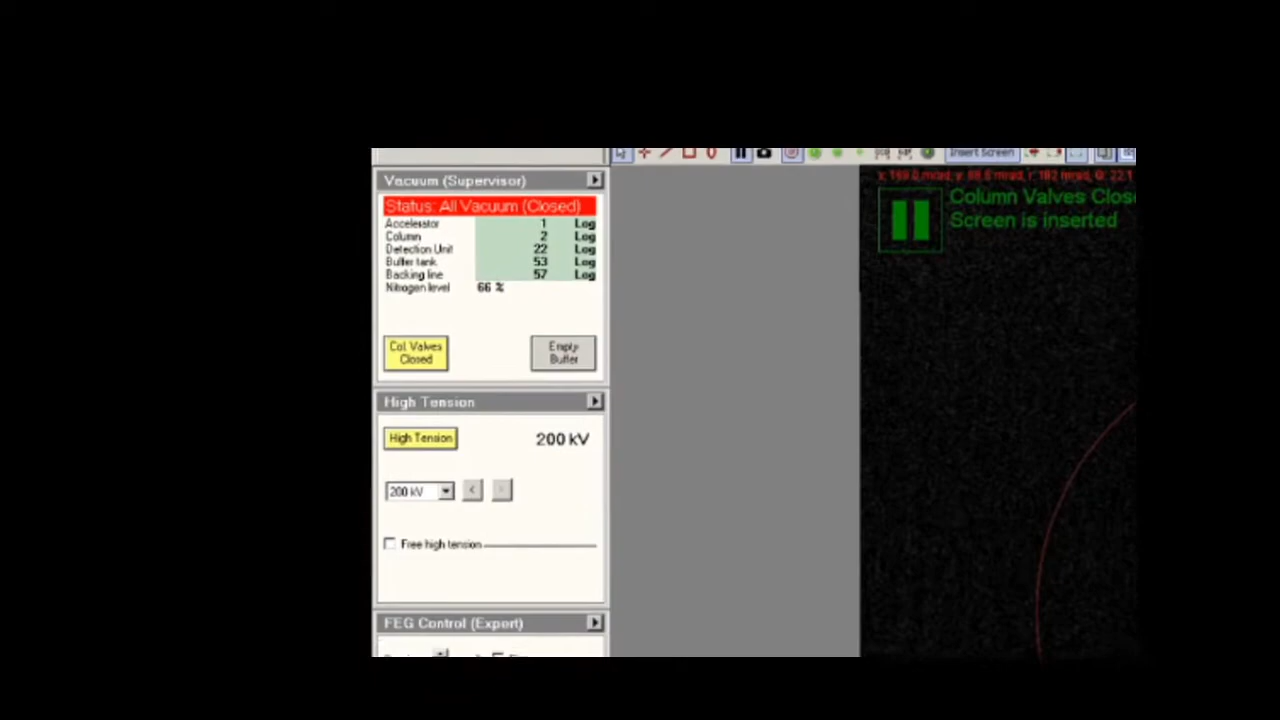 Insert Screen
Vacuum (Supervisor)
Status: All Vacuum (Closed)
Accelerator 1 Log
Column 2 Log
Detection Unit 22 Log
Buffer tank 53 Log
Backing line 57 Log
Nitrogen level 66 %
Col. Valves
Closed
Empty
Buffer
High Tension
High Tension 200 kV
200 kV
Free high tension
FEG Control (Expert)
Column Valves Clos
Screen is inserted